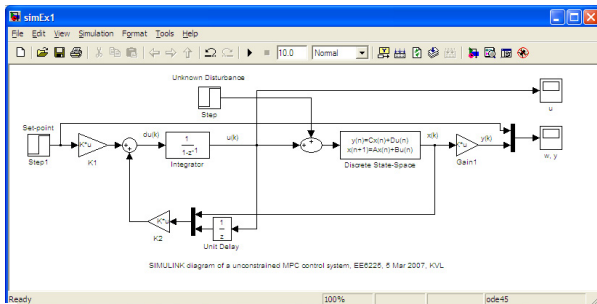 simEx1
File Edit View Simulation Format Tools Help
10.0 Normal
Unknown Disturbance
Step
u
Set-point
Step1
K*u
K1
du(k)
1
1-z-1
Integrator
u(k)
y(n)=Cx(n)+Du(n)
x(n+1)=Ax(n)+Bu(n)
Discrete State-Space
x(k)
K*u
Gain1
y(k)
w, y
K*u
K2
1
z
Unit Delay
SIMULINK diagram of a unconstrained MPC control system, EE6225, 6 Mar 2007, KVL
Ready 100% ode45